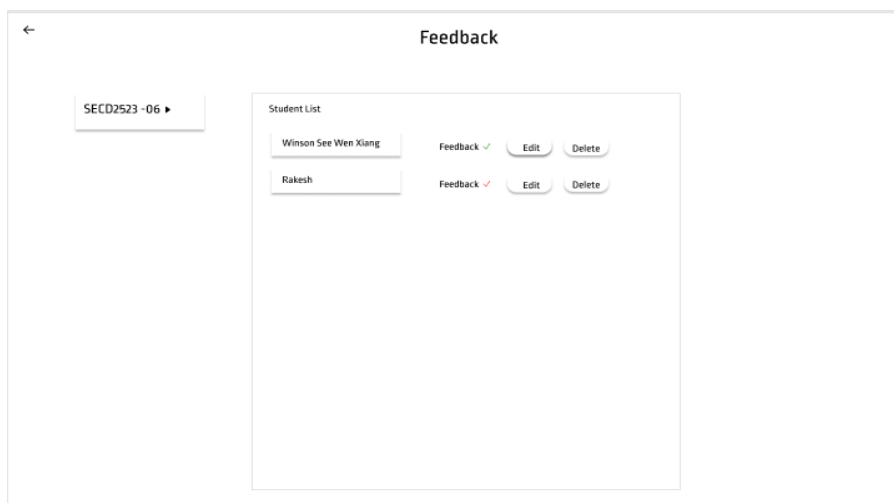 Feedback
SECD2523 -06
Student List
Winson See Wen Xiang Feedback Edit Delete
Rakesh Feedback Edit Delete